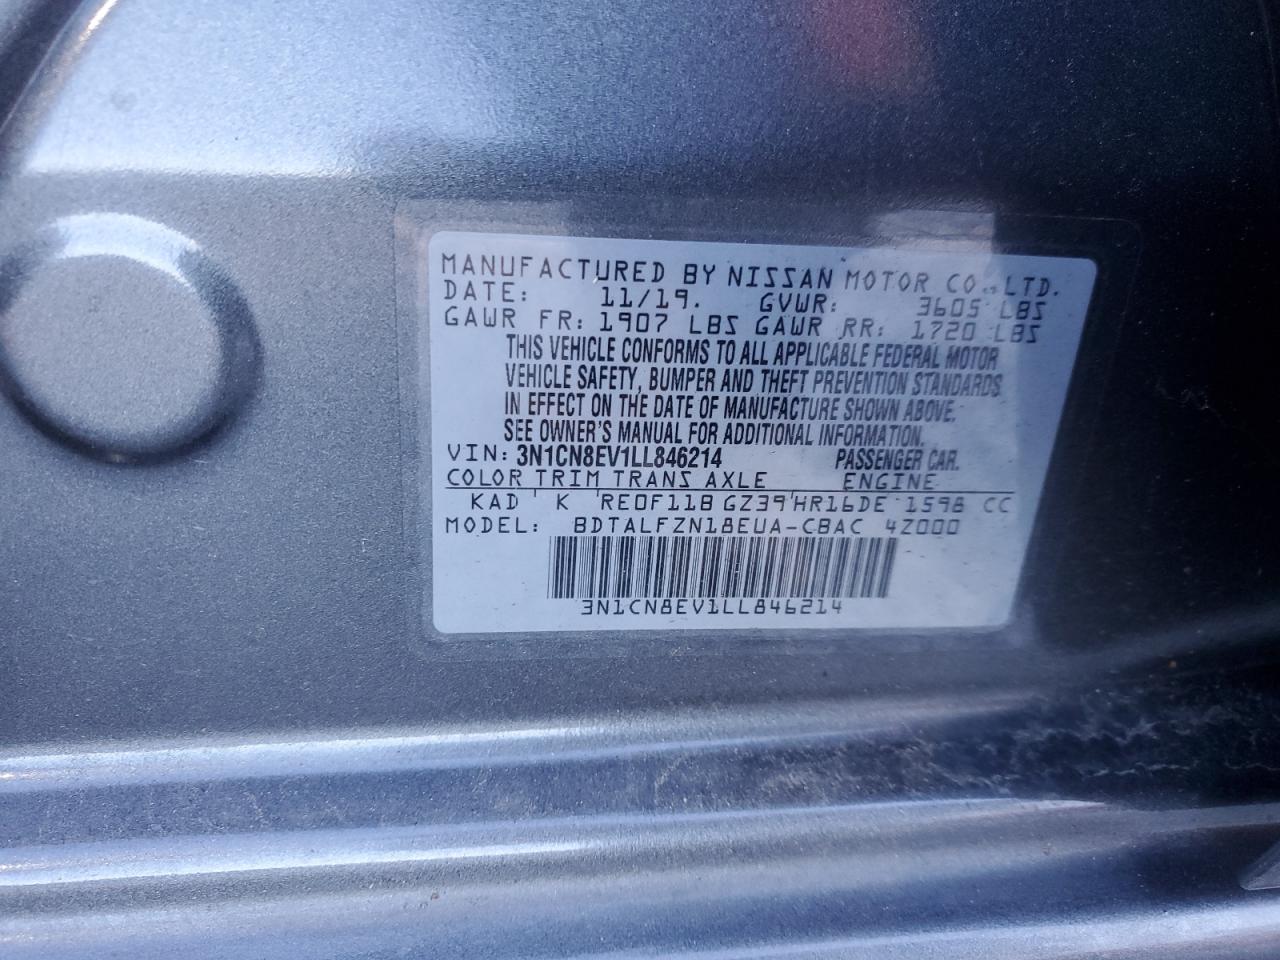 MANUFACTURED BY NISSAN MOTOR CO.,LTD.
DATE: 11/19. GVWR: 3605 LBS
GAWR FR: 1907 LBS GAWR RR: 1720 LBS
THIS VEHICLE CONFORMS TO ALL APPLICABLE FEDERAL MOTOR
VEHICLE SAFETY, BUMPER AND THEFT PREVENTION STANDARDS
IN EFFECT ON THE DATE OF MANUFACTURE SHOWN ABOVE.
SEE OWNER'S MANUAL FOR ADDITIONAL INFORMATION.
VIN: 3N1CN8EV1LL846214 PASSENGER CAR.
COLOR TRIM TRANS AXLE ENGINE
KAD K RE0F11B GZ39 HR16DE 1598 CC
MODEL: BDTALFZN18EUA-CBAC 4Z000
3N1CN8EV1LL846214